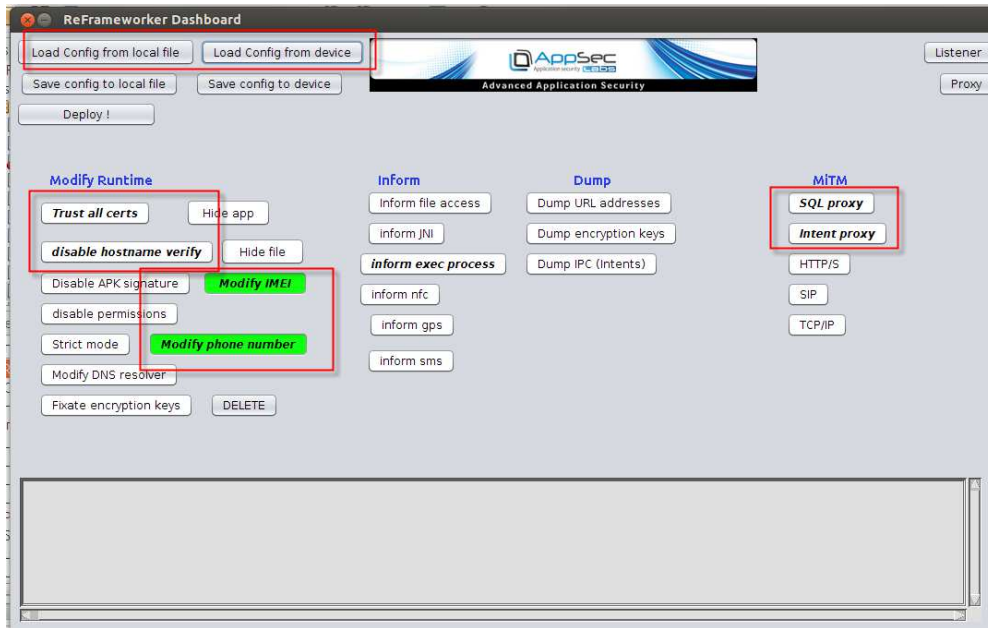 ReFrameworker Dashboard
Load Config from local file
Load Config from device
AppSec
Application security LABS
Advanced Application Security
Listener
Save config to local file
Save config to device
Proxy
Deploy !
Modify Runtime
Inform
Dump
MiTM
Trust all certs
Hide app
Inform file access
Dump URL addresses
SQL proxy
disable hostname verify
Hide file
inform JNI
Dump encryption keys
Intent proxy
Disable APK signature
Modify IMEI
inform exec process
Dump IPC (Intents)
HTTP/S
disable permissions
inform nfc
SIP
Strict mode
Modify phone number
inform gps
TCP/IP
Modify DNS resolver
inform sms
Fixate encryption keys
DELETE